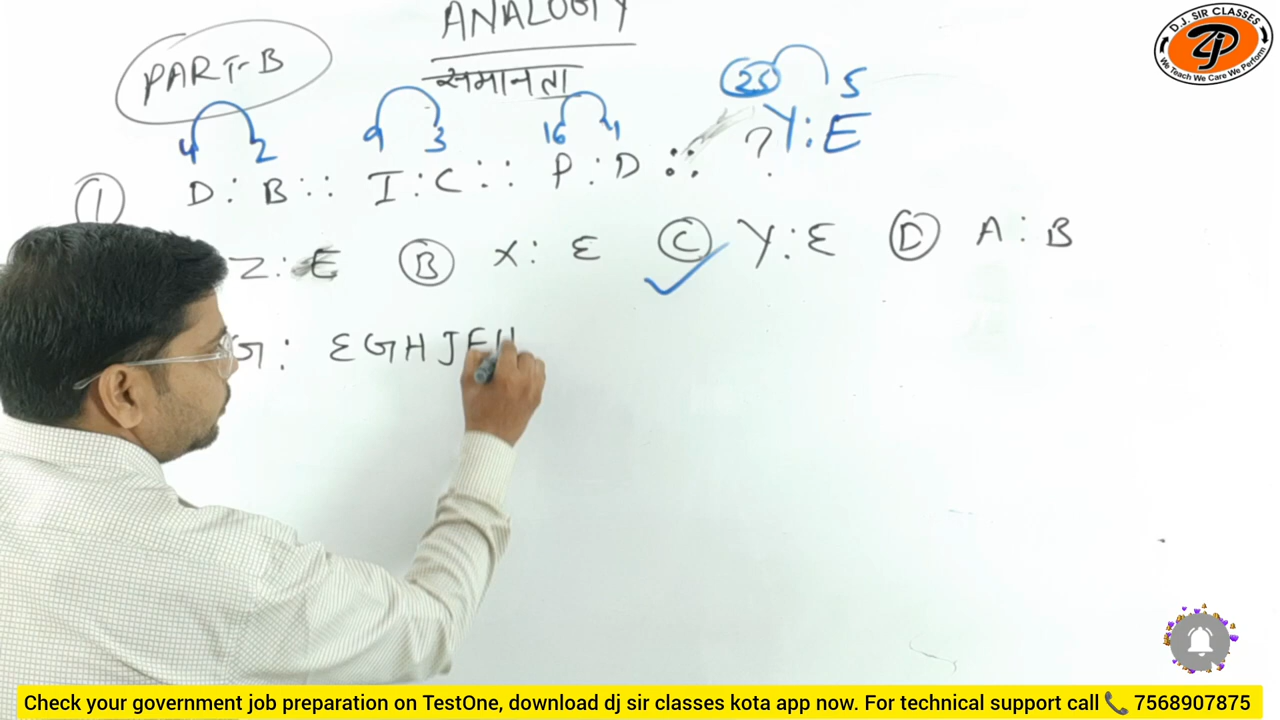 ANALOGY
PART-B
समानता
25 5
4 2 9 3 16 4
Y:E
① D:B :: I:C :: P:D :: ?
Z:E Ⓑ X:E Ⓒ Y:E Ⓓ A:B
G: EGHJF
D.J. SIR CLASSES
We Teach We Care We Perform
Check your government job preparation on TestOne, download dj sir classes kota app now. For technical support call 📞 7568907875